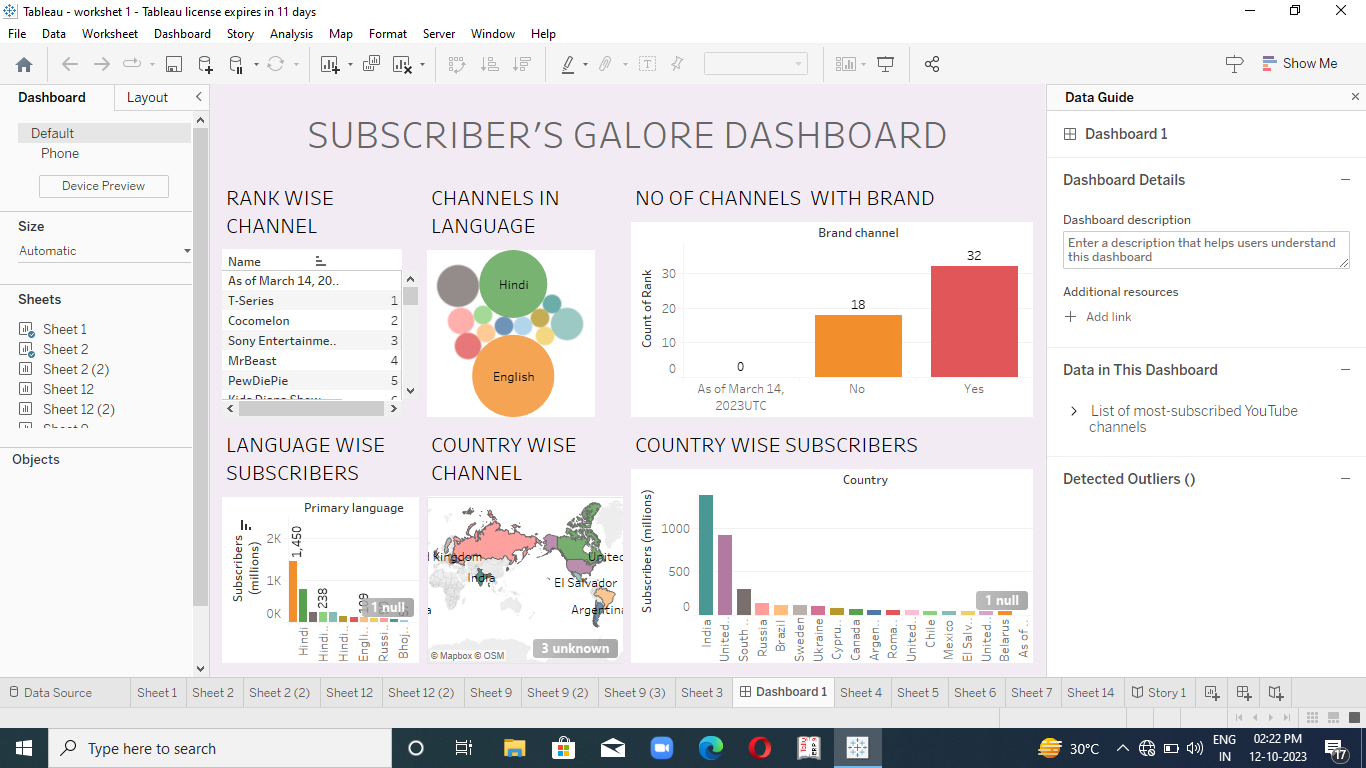 Tableau - workshet 1 - Tableau license expires in 11 days
File Data Worksheet Dashboard Story Analysis Map Format Server Window Help
Show Me
Dashboard Layout
Default
Phone
Device Preview
Size
Automatic
Sheets
Sheet 1
Sheet 2
Sheet 2 (2)
Sheet 12
Sheet 12 (2)
Objects
SUBSCRIBER'S GALORE DASHBOARD
RANK WISE
CHANNEL
Name
As of March 14, 20..
T-Series 1
Cocomelon 2
Sony Entertainme.. 3
MrBeast 4
PewDiePie 5
CHANNELS IN
LANGUAGE
Hindi
English
NO OF CHANNELS WITH BRAND
Brand channel
Count of Rank
30
20
10
0
0
18
32
As of March 14,
2023UTC
No
Yes
LANGUAGE WISE
SUBSCRIBERS
Primary language
Subscribers
(millions)
2K
1K
0K
1,450
238
1 null
Hindi
Hindi..
Hindi..
Engli..
Russi..
Bhoj..
COUNTRY WISE
CHANNEL
Kingdom
United
India
El Salvador
Argentina
© Mapbox © OSM
3 unknown
COUNTRY WISE SUBSCRIBERS
Country
Subscribers (millions)
1000
500
0
1 null
India
United..
South ..
Russia
Brazil
Sweden
Ukraine
Cypru..
Canada
Argen..
Roma..
United..
Chile
Mexico
El Salv..
United..
Belarus
As of ..
Data Guide
Dashboard 1
Dashboard Details
Dashboard description
Enter a description that helps users understand
this dashboard
Additional resources
Add link
Data in This Dashboard
List of most-subscribed YouTube
channels
Detected Outliers ()
Data Source Sheet 1 Sheet 2 Sheet 2 (2) Sheet 12 Sheet 12 (2) Sheet 9 Sheet 9 (2) Sheet 9 (3) Sheet 3 Dashboard 1 Sheet 4 Sheet 5 Sheet 6 Sheet 7 Sheet 14 Story 1
Type here to search
30°C
ENG
IN
02:22 PM
12-10-2023
17